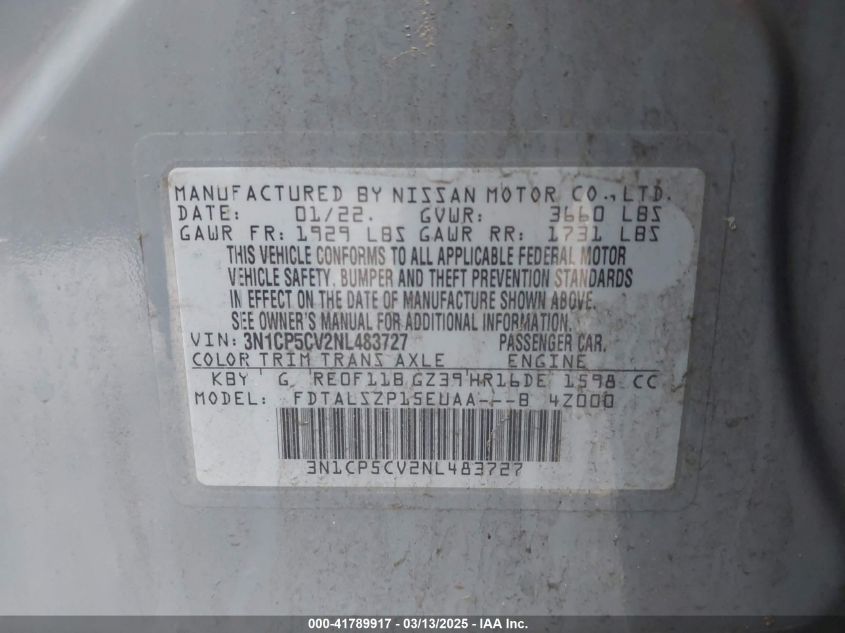 MANUFACTURED BY NISSAN MOTOR CO., LTD.
DATE: 01/22. GVWR: 3660 LBS
GAWR FR: 1929 LBS GAWR RR: 1731 LBS
THIS VEHICLE CONFORMS TO ALL APPLICABLE FEDERAL MOTOR
VEHICLE SAFETY, BUMPER AND THEFT PREVENTION STANDARDS
IN EFFECT ON THE DATE OF MANUFACTURE SHOWN ABOVE.
SEE OWNER'S MANUAL FOR ADDITIONAL INFORMATION.
VIN: 3N1CP5CV2NL483727 PASSENGER CAR.
COLOR TRIM TRANS AXLE ENGINE
KBY G RE0F11B GZ39 HR16DE 1598 CC
MODEL: FDTALSZP15EUAA---B 4Z000
3N1CP5CV2NL483727
000-41789917 - 03/13/2025 - Copyright © 2025 IAA, Inc.